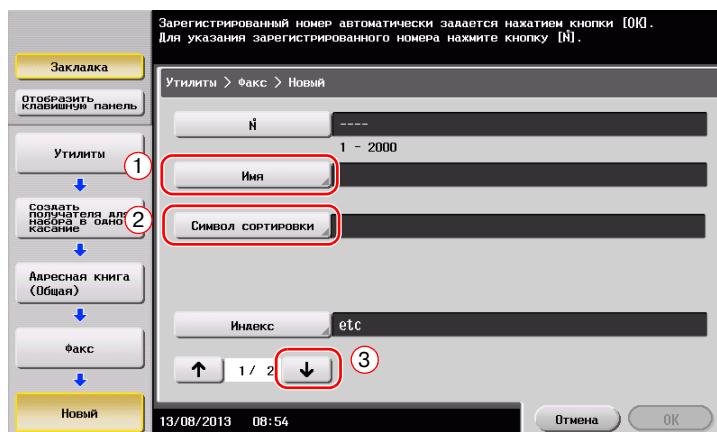 Зарегистрированный номер автоматически задается нажатием кнопки [OK].
Для указания зарегистрированного номера нажмите кнопку [№].
Закладка
Отобразить
клавишную панель
Утилиты > Факс > Новый
№
----
1 - 2000
Утилиты
1
Имя
Создать
получателя для
набора в одно
касание
2
Символ сортировки
Адресная книга
(Общая)
Индекс
etc
Факс
↑ 1/ 2 ↓
3
Новый
13/08/2013 08:54
Отмена
OK